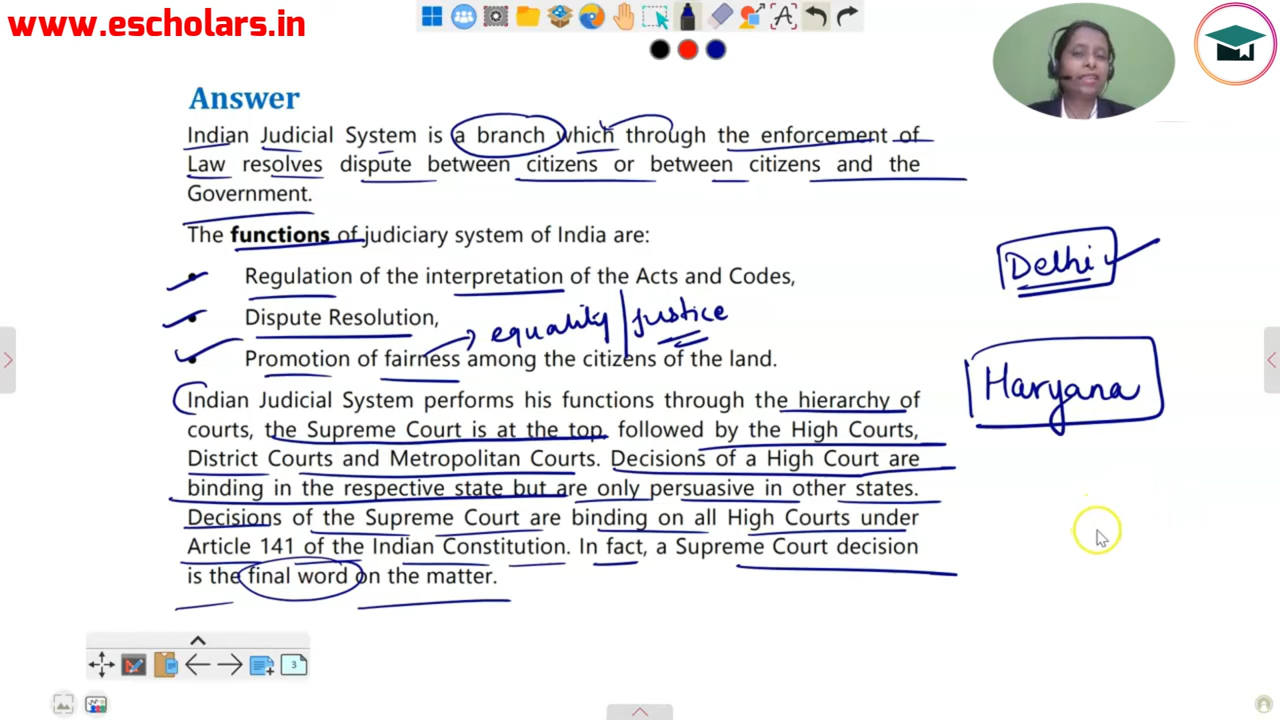 www.escholars.in
Answer
Indian Judicial System is a branch which through the enforcement of
Law resolves dispute between citizens or between citizens and the
Government.
The functions of judiciary system of India are:
• Regulation of the interpretation of the Acts and Codes,
• Dispute Resolution,
equality justice
• Promotion of fairness among the citizens of the land.
Indian Judicial System performs his functions through the hierarchy of
courts, the Supreme Court is at the top, followed by the High Courts,
District Courts and Metropolitan Courts. Decisions of a High Court are
binding in the respective state but are only persuasive in other states.
Decisions of the Supreme Court are binding on all High Courts under
Article 141 of the Indian Constitution. In fact, a Supreme Court decision
is the final word on the matter.
Delhi
Haryana
3